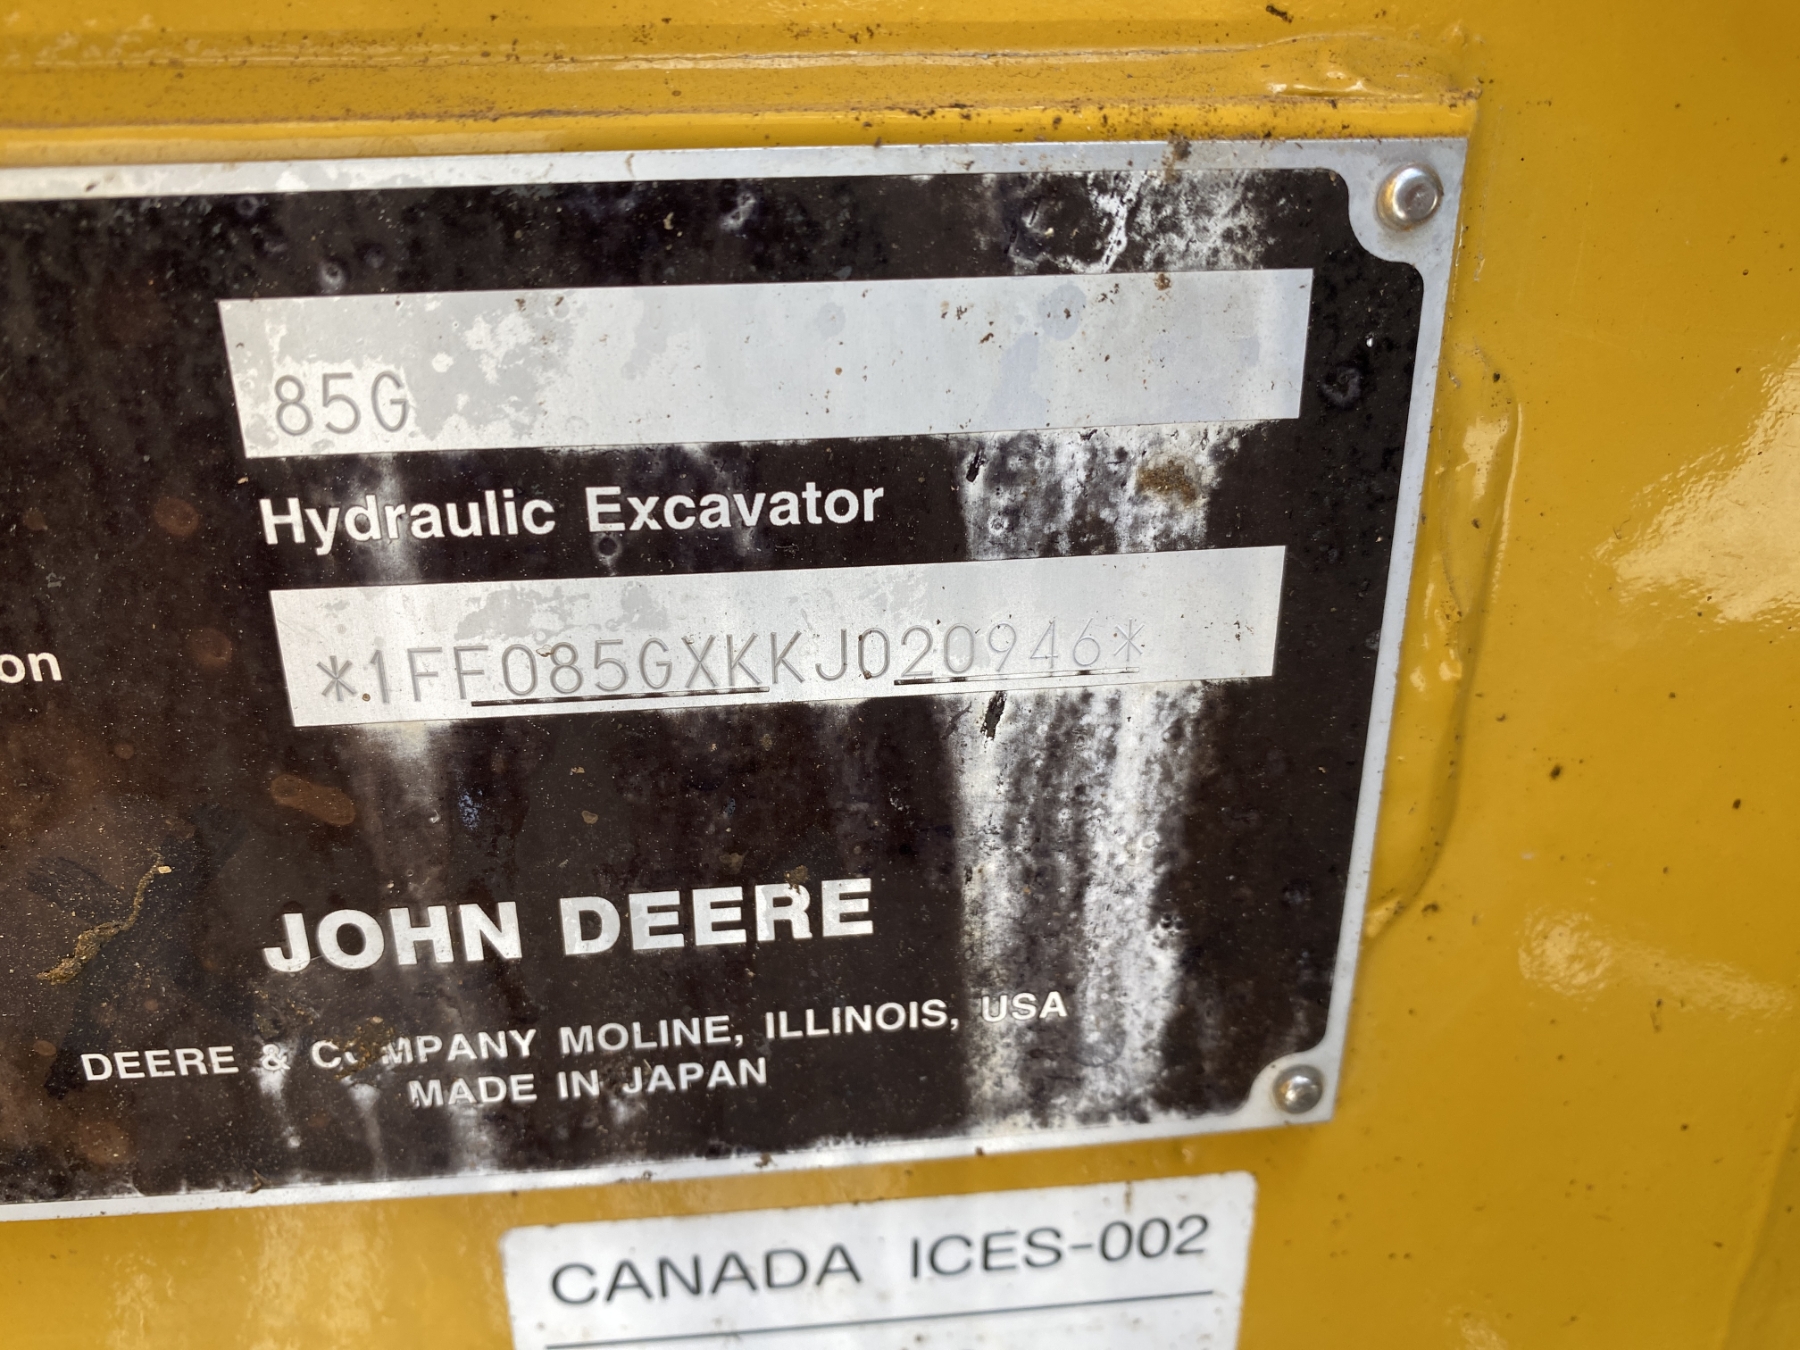 85G
Hydraulic Excavator
on
*1FF085GXKKJ020946*
JOHN DEERE
DEERE & COMPANY MOLINE, ILLINOIS, USA
MADE IN JAPAN
CANADA ICES-002